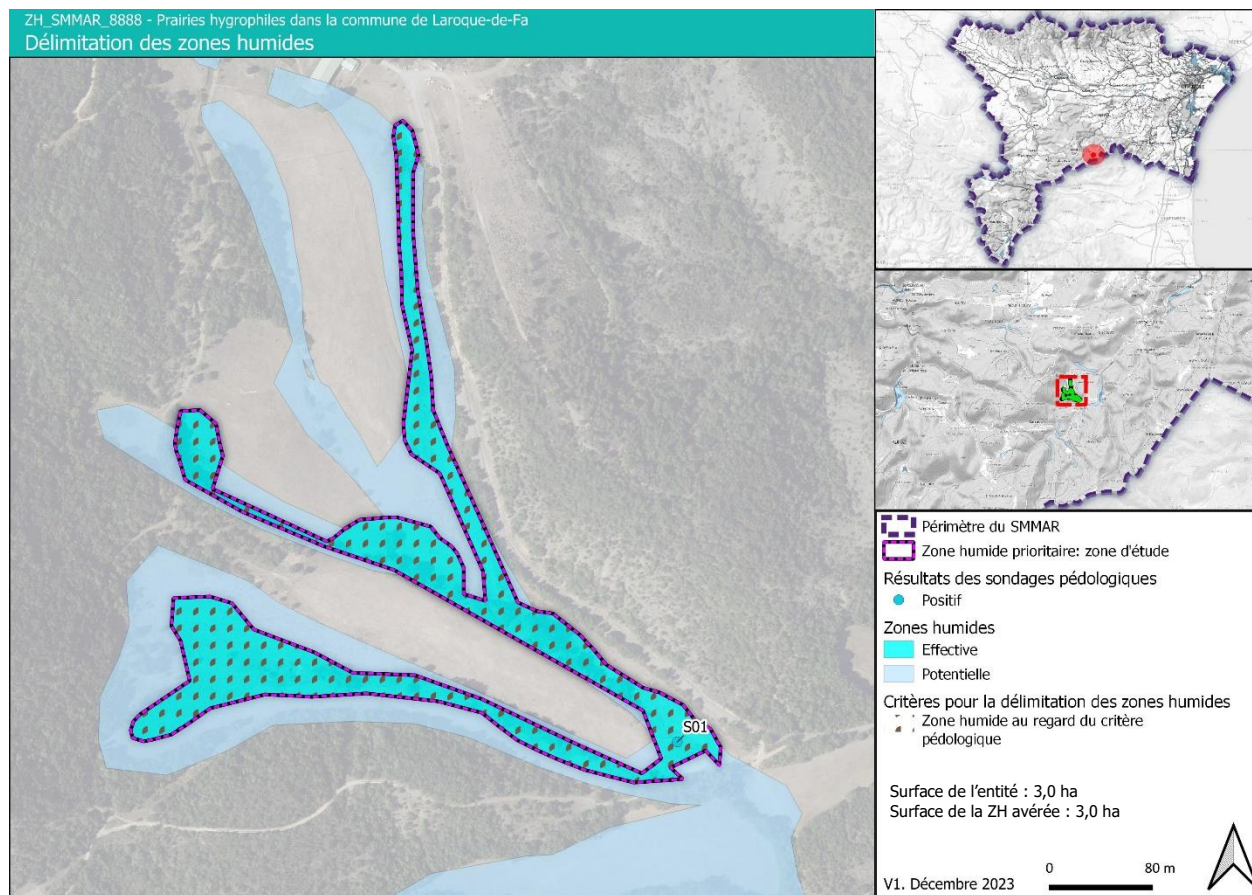 ZH_SMMAR_8888 - Prairies hygrophiles dans la commune de Laroque-de-Fa
Délimitation des zones humides
S01
Périmètre du SMMAR
Zone humide prioritaire: zone d'étude
Résultats des sondages pédologiques
Positif
Zones humides
Effective
Potentielle
Critères pour la délimitation des zones humides
Zone humide au regard du critère
pédologique
Surface de l'entité : 3,0 ha
Surface de la ZH avérée : 3,0 ha
0 80 m
V1. Décembre 2023